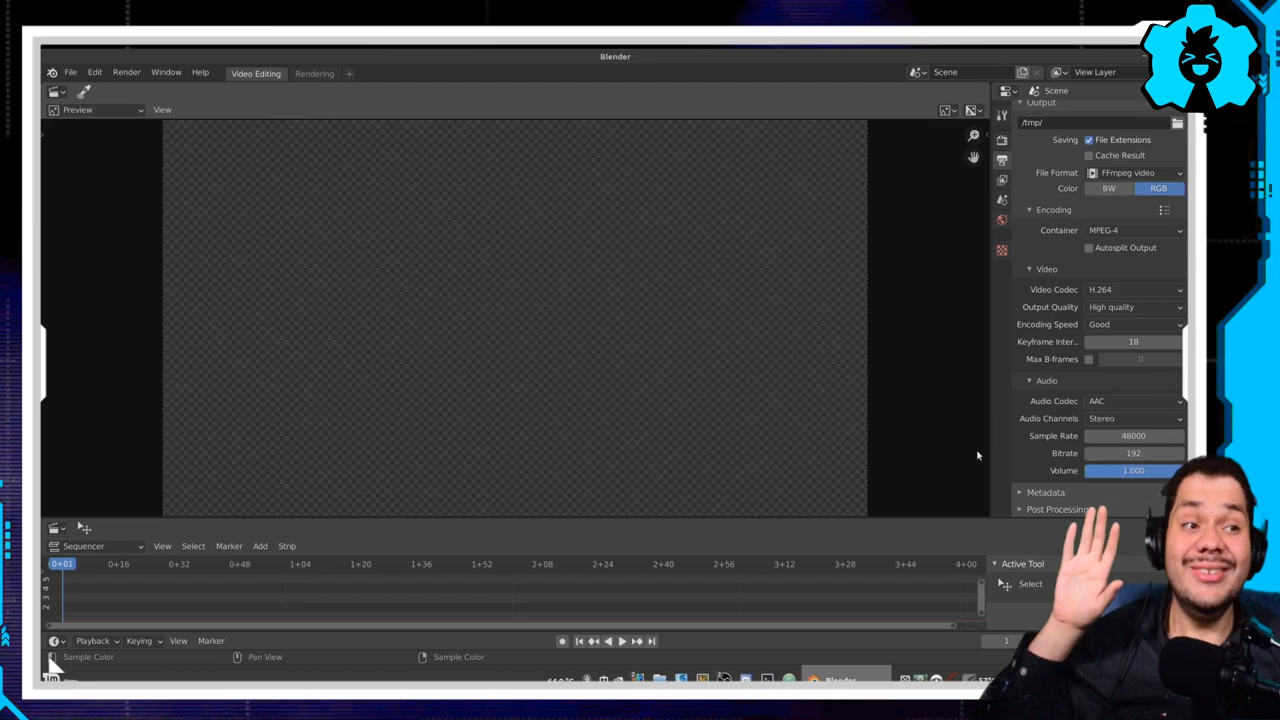 Blender
File Edit Render Window Help Video Editing Rendering + Scene View Layer
Scene
Preview View
Output
/tmp/
Saving File Extensions
Cache Result
File Format FFmpeg video
Color BW RGB
Encoding
Container MPEG-4
Autosplit Output
Video
Video Codec H.264
Output Quality High quality
Encoding Speed Good
Keyframe Inter... 18
Max B-frames 0
Audio
Audio Codec AAC
Audio Channels Stereo
Sample Rate 48000
Bitrate 192
Volume 1.000
Metadata
Post Processing
Sequencer View Select Marker Add Strip
0+01 0+16 0+32 0+48 1+04 1+20 1+36 1+52 2+08 2+24 2+40 2+56 3+12 3+28 3+44 4+00
Active Tool
5
4
3
2
Select
Playback Keying View Marker 1
Sample Color Pan View Sample Color
Blender